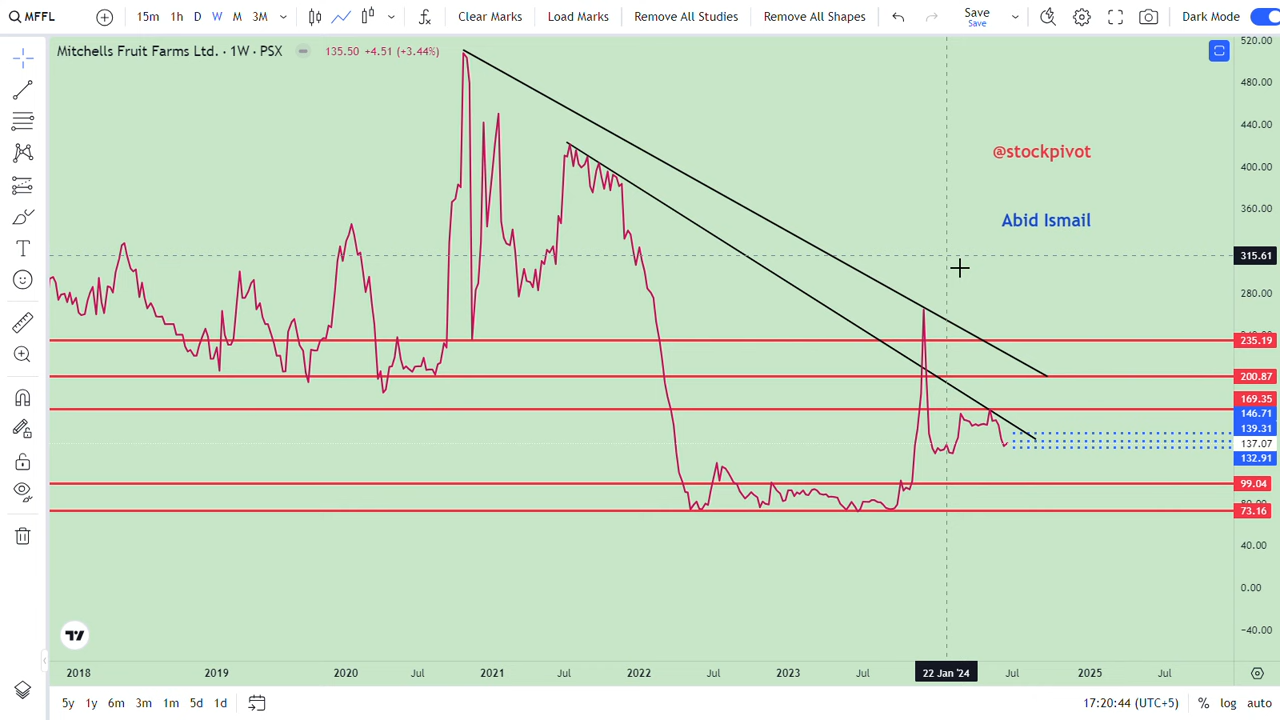 MFFL 15m 1h D W M 3M Clear Marks Load Marks Remove All Studies Remove All Shapes Save Dark Mode
Save
Mitchells Fruit Farms Ltd. · 1W · PSX 135.50 +4.51 (+3.44%)
520.00
480.00
440.00
@stockpivot
400.00
360.00
Abid Ismail
315.61
280.00
235.19
200.87
169.35
146.71
139.31
137.07
132.91
99.04
73.16
40.00
0.00
−40.00
2018 2019 2020 Jul 2021 Jul 2022 Jul 2023 Jul 22 Jan '24 Jul 2025 Jul
5y 1y 6m 3m 1m 5d 1d 17:20:44 (UTC+5) % log auto